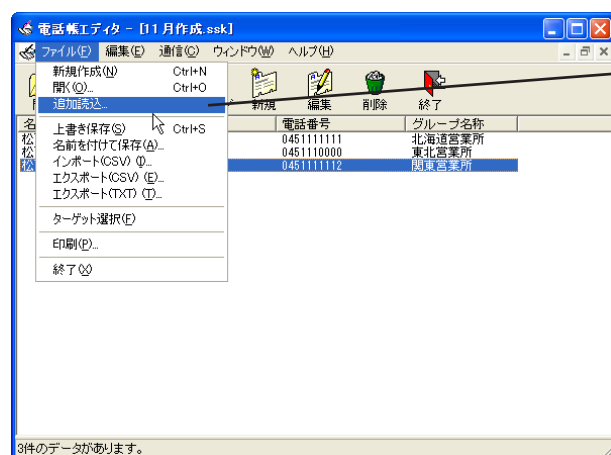 電話帳エディタ - [11月作成.ssk]
ファイル(F) 編集(E) 通信(C) ウィンドウ(W) ヘルプ(H)
新規作成(N) Ctrl+N
開く(O)... Ctrl+O
追加読込...
上書き保存(S) Ctrl+S
名前を付けて保存(A)...
インポート(CSV) (I)...
エクスポート(CSV) (E)...
エクスポート(TXT) (T)...
ターゲット選択(F)
印刷(P)...
終了(X)
新規 編集 削除 終了
名 電話番号 グループ名称
松 0451111111 北海道営業所
松 0451110000 東北営業所
松 0451111112 関東営業所
3件のデータがあります。